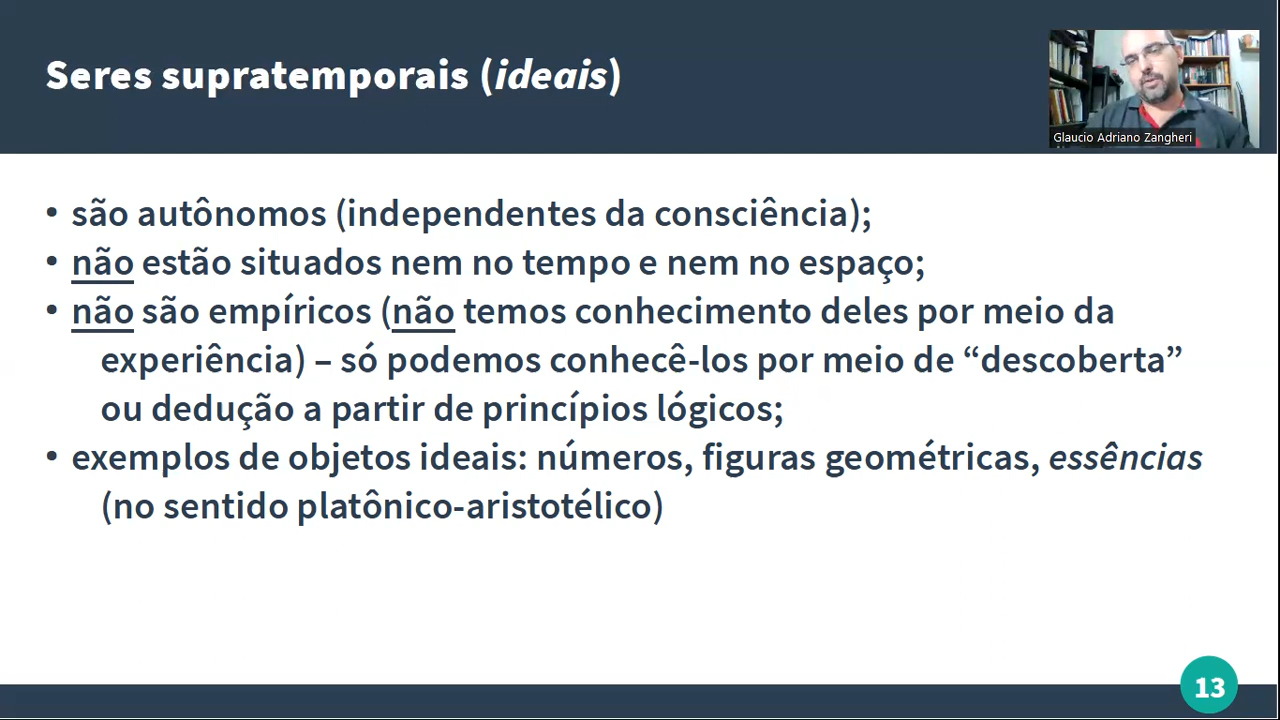 Seres supratemporais (ideais)
Glaucio Adriano Zangheri
• são autônomos (independentes da consciência);
• não estão situados nem no tempo e nem no espaço;
• não são empíricos (não temos conhecimento deles por meio da
experiência) – só podemos conhecê-los por meio de “descoberta”
ou dedução a partir de princípios lógicos;
• exemplos de objetos ideais: números, figuras geométricas, essências
(no sentido platônico-aristotélico)
13